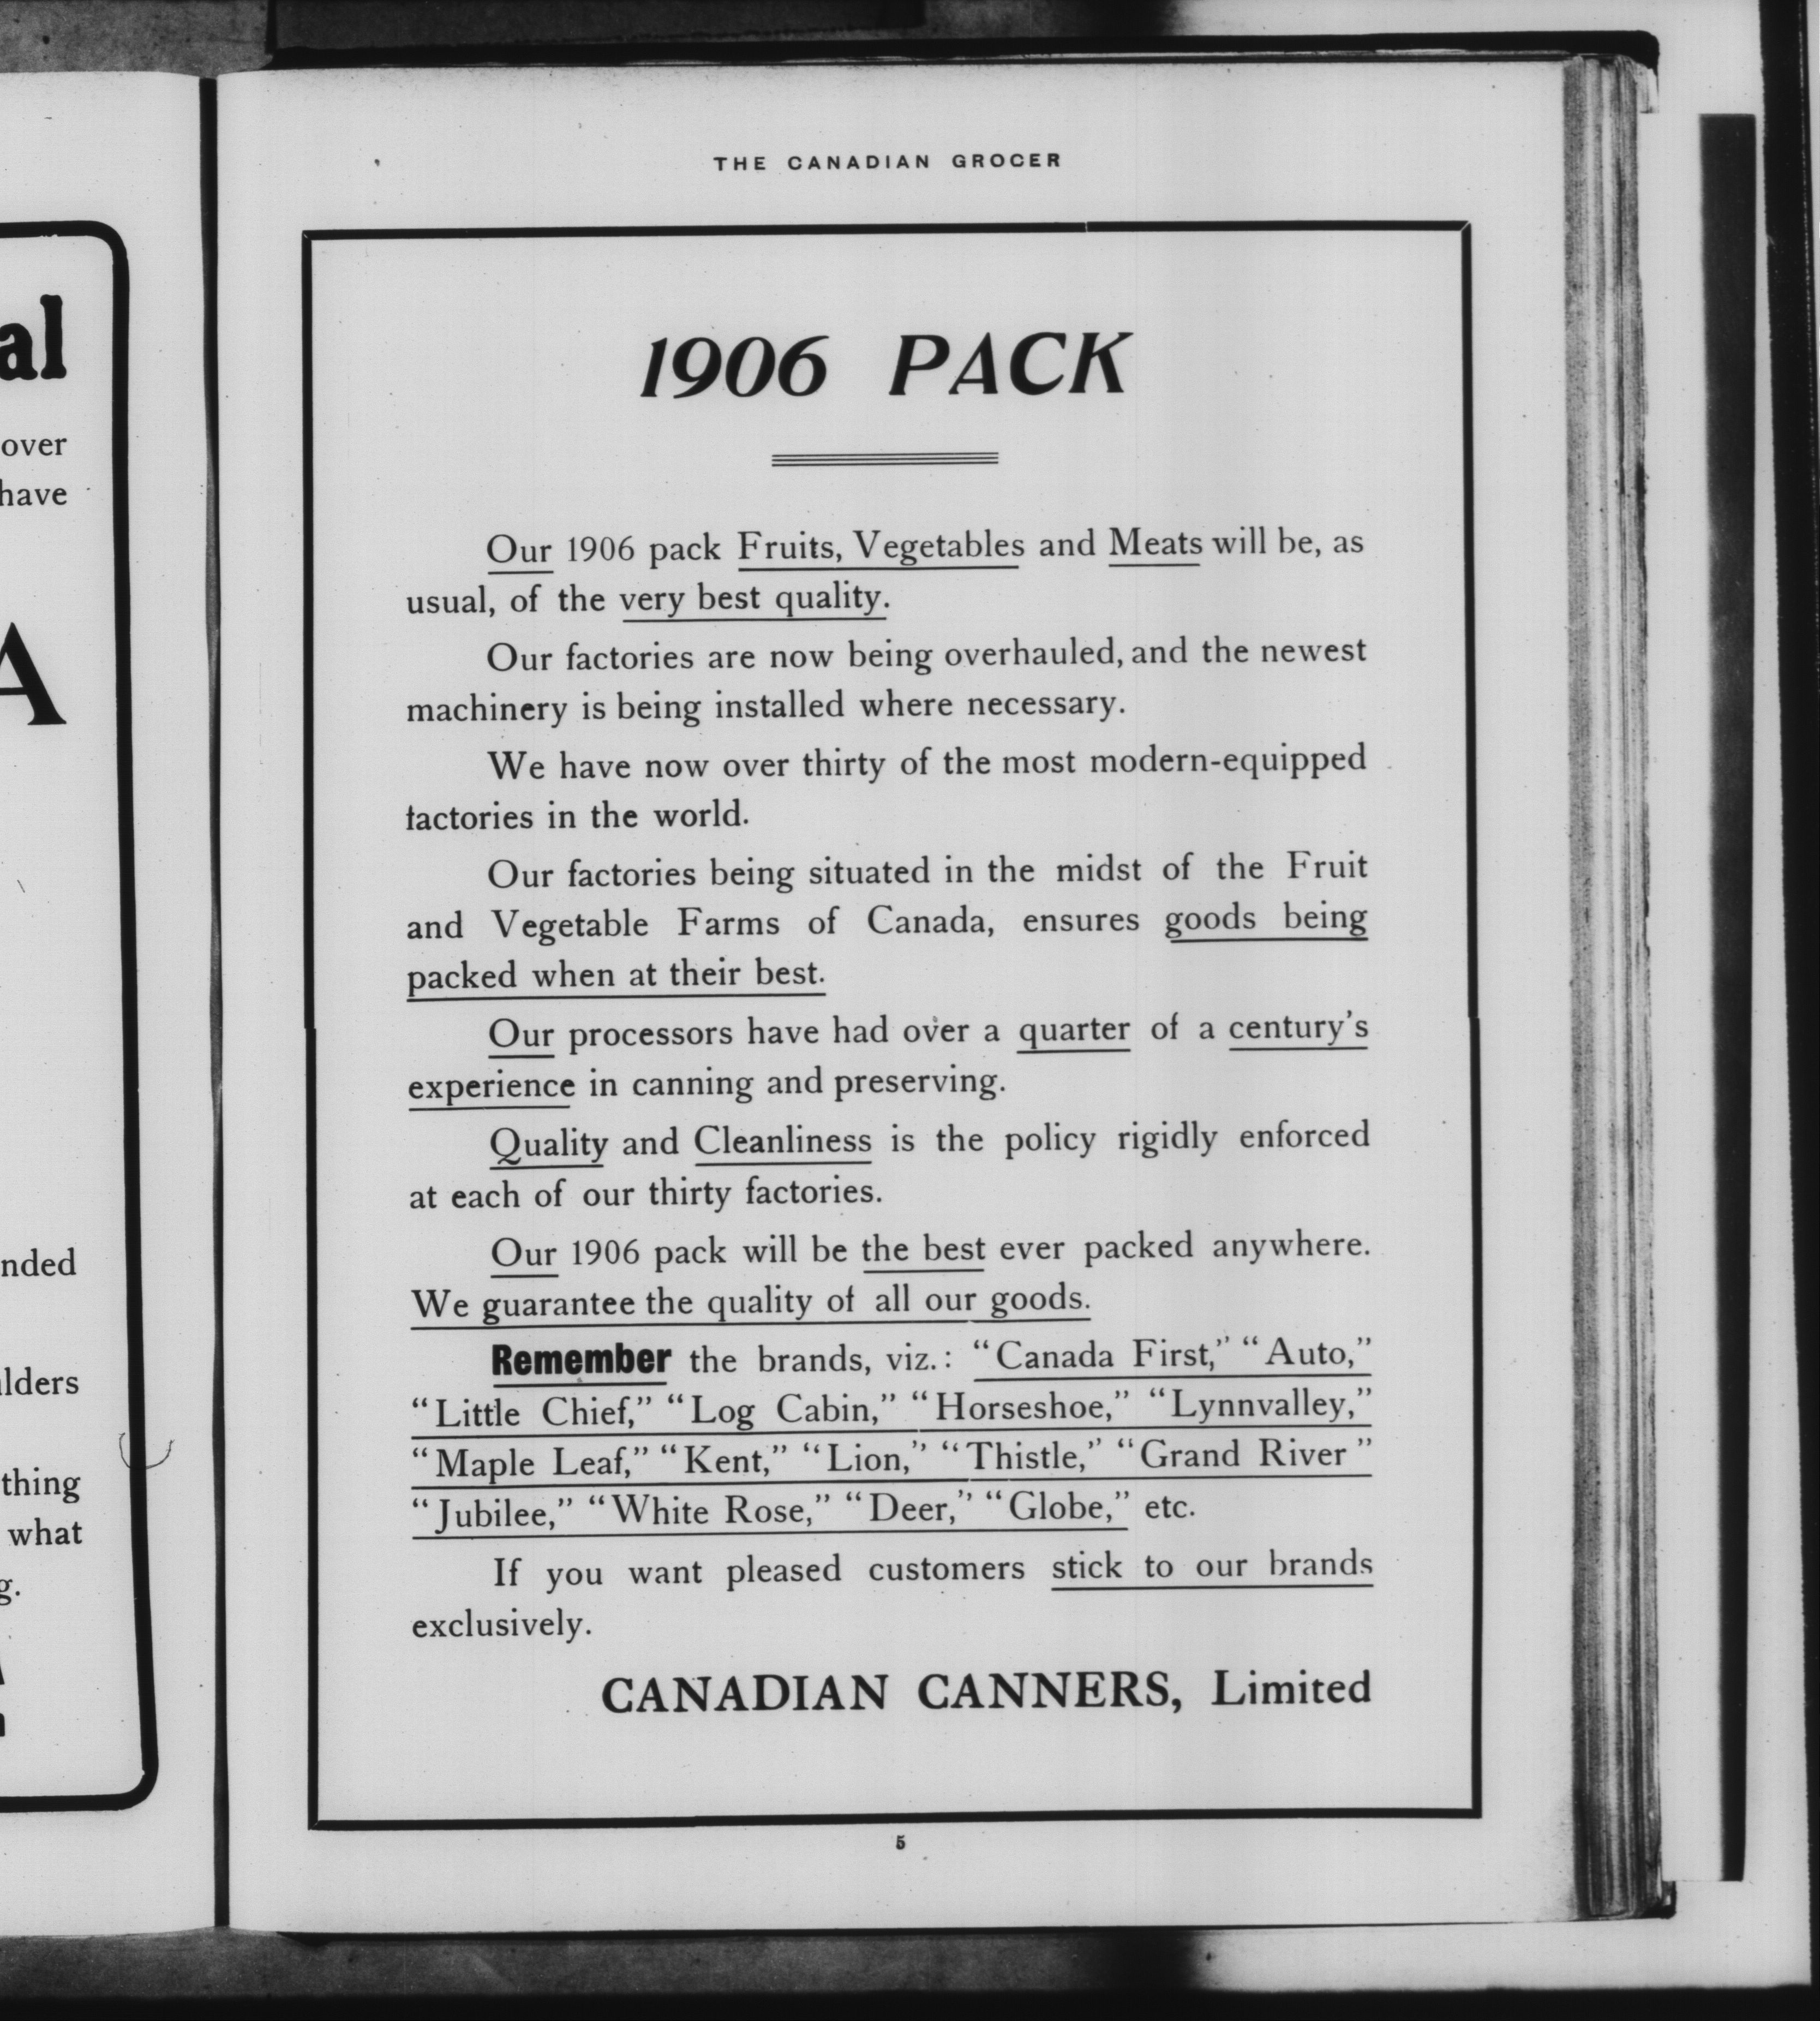 al
over
have
A
nded
lders
thing
what
g.
THE CANADIAN GROCER
1906 PACK
Our 1906 pack Fruits, Vegetables and Meats will be, as
usual, of the very best quality.
Our factories are now being overhauled, and the newest
machinery is being installed where necessary.
We have now over thirty of the most modern-equipped
factories in the world.
Our factories being situated in the midst of the Fruit
and Vegetable Farms of Canada, ensures goods being
packed when at their best.
Our processors have had over a quarter of a century's
experience in canning and preserving.
Quality and Cleanliness is the policy rigidly enforced
at each of our thirty factories.
Our 1906 pack will be the best ever packed anywhere.
We guarantee the quality of all our goods.
Remember the brands, viz.: "Canada First," "Auto,"
"Little Chief," "Log Cabin," "Horseshoe," "Lynnvalley,"
"Maple Leaf," "Kent," "Lion," "Thistle," "Grand River"
"Jubilee," "White Rose," "Deer," "Globe," etc.
If you want pleased customers stick to our brands
exclusively.
CANADIAN CANNERS, Limited
5